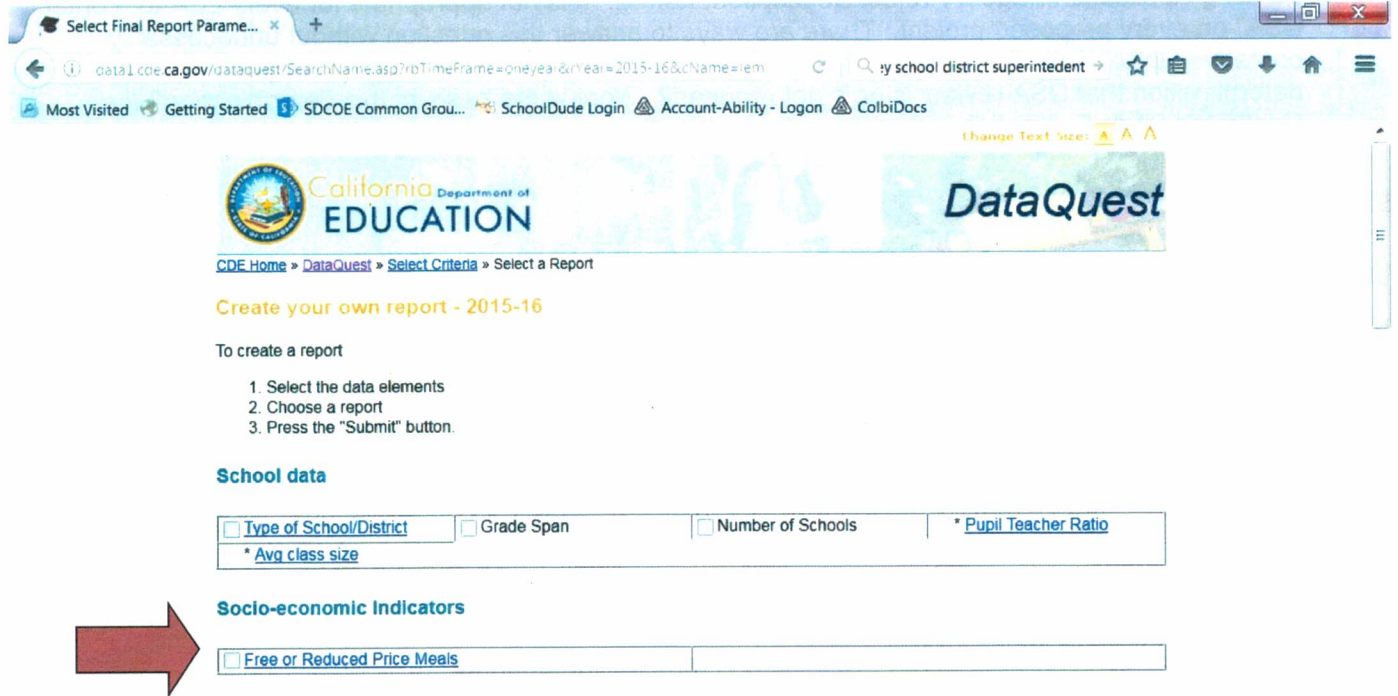 Select Final Report Parame... × +
data1.cde.ca.gov/dataquest/SearchName.asp?rbTimeFrame=oneyear&rYear=2015-16&cName=lem
ey school district superintedent
Most Visited Getting Started SDCOE Common Grou... SchoolDude Login Account-Ability - Logon ColbiDocs
Change Text Size: A A A
California Department of
EDUCATION
DataQuest
CDE Home » DataQuest » Select Criteria » Select a Report
Create your own report - 2015-16
To create a report
1. Select the data elements
2. Choose a report
3. Press the "Submit" button.
School data
Type of School/District Grade Span Number of Schools * Pupil Teacher Ratio
* Avg class size
Socio-economic Indicators
Free or Reduced Price Meals